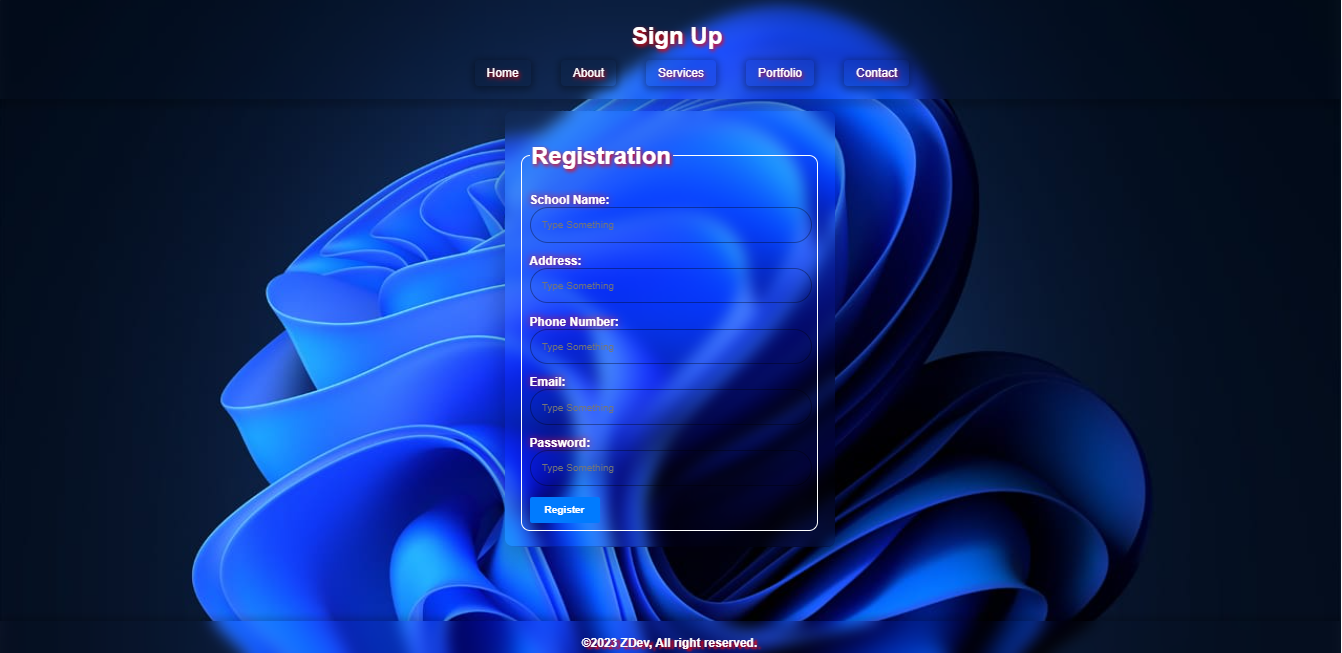 Sign Up
Home About Services Portfolio Contact
Registration
School Name:
Type Something
Address:
Type Something
Phone Number:
Type Something
Email:
Type Something
Password:
Type Something
Register
©2023 ZDev, All right reserved.